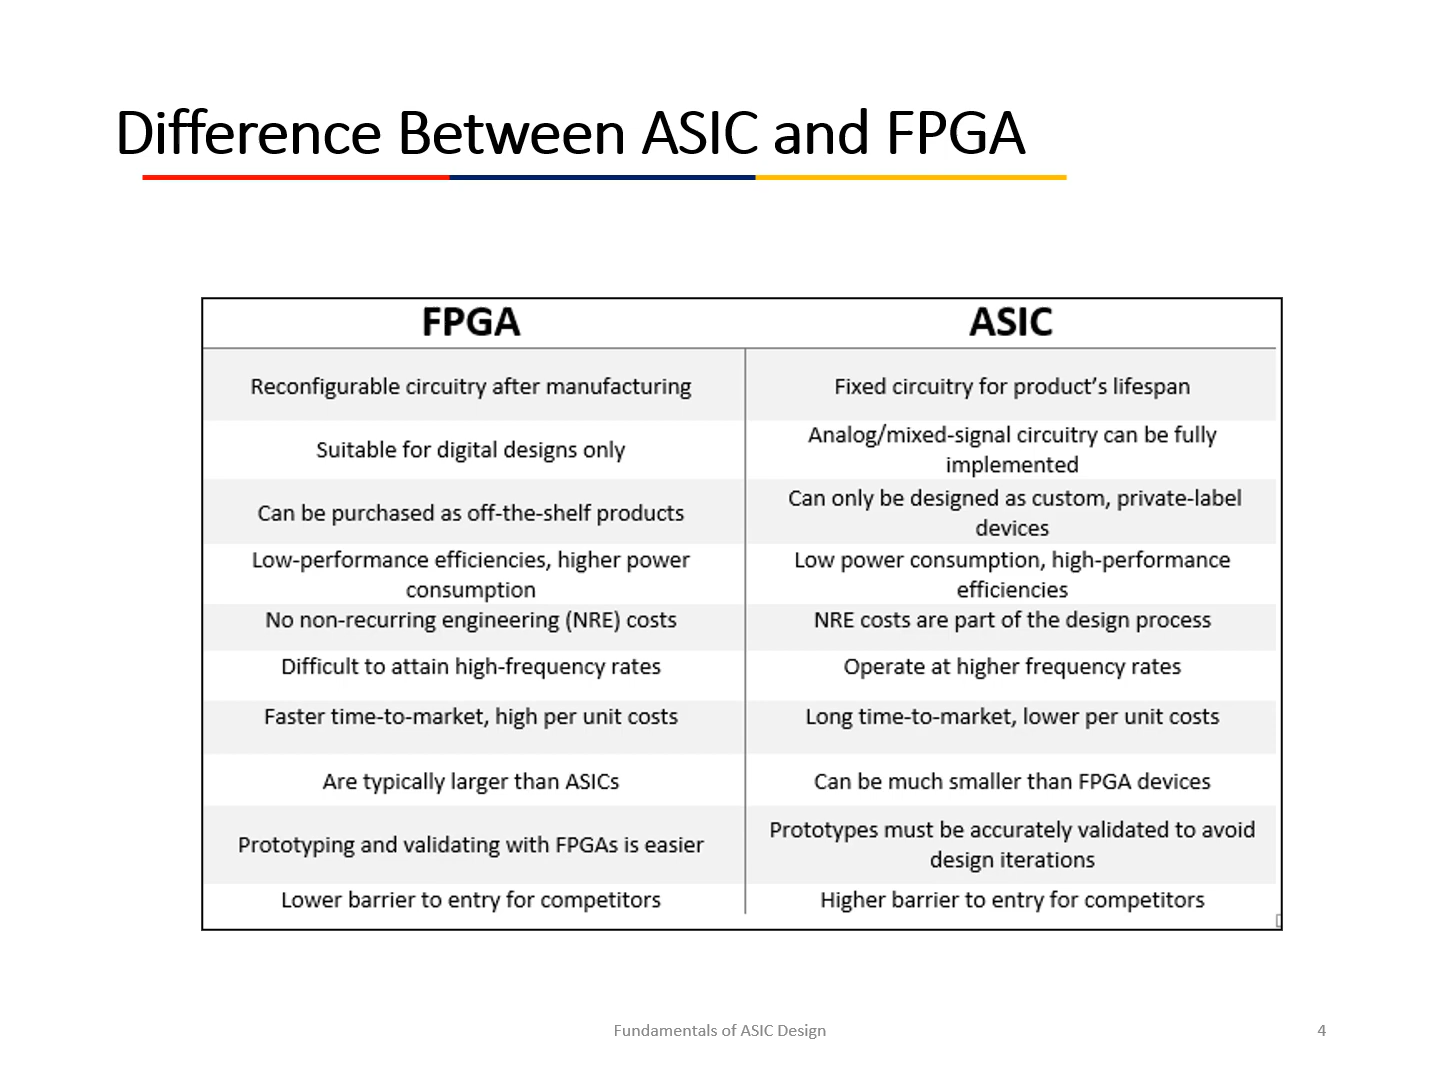 Difference Between ASIC and FPGA
FPGA
ASIC
Reconfigurable circuitry after manufacturing
Fixed circuitry for product's lifespan
Suitable for digital designs only
Analog/mixed-signal circuitry can be fully
implemented
Can be purchased as off-the-shelf products
Can only be designed as custom, private-label
devices
Low-performance efficiencies, higher power
consumption
Low power consumption, high-performance
efficiencies
No non-recurring engineering (NRE) costs
NRE costs are part of the design process
Difficult to attain high-frequency rates
Operate at higher frequency rates
Faster time-to-market, high per unit costs
Long time-to-market, lower per unit costs
Are typically larger than ASICs
Can be much smaller than FPGA devices
Prototyping and validating with FPGAs is easier
Prototypes must be accurately validated to avoid
design iterations
Lower barrier to entry for competitors
Higher barrier to entry for competitors
Fundamentals of ASIC Design
4